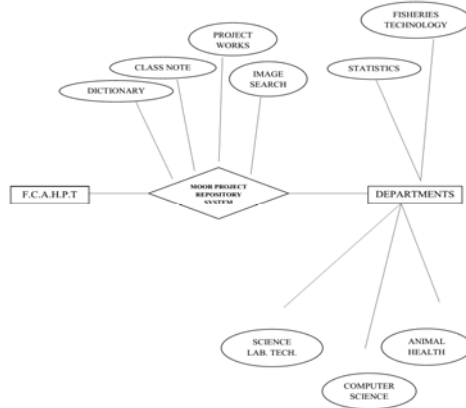 FISHERIES
TECHNOLOGY
PROJECT
WORKS
CLASS NOTE
IMAGE
SEARCH
STATISTICS
DICTIONARY
F.C.A.H.P.T
MOOR PROJECT
REPOSITORY
SYSTEM
DEPARTMENTS
SCIENCE
LAB. TECH.
ANIMAL
HEALTH
COMPUTER
SCIENCE